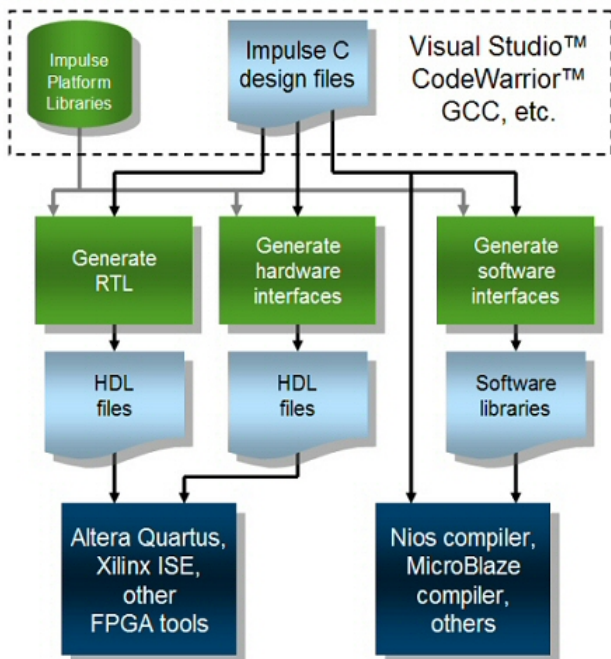 Impulse
Platform
Libraries
Impulse C
design files
Visual Studio™
CodeWarrior™
GCC, etc.
Generate
RTL
Generate
hardware
interfaces
Generate
software
interfaces
HDL
files
HDL
files
Software
libraries
Altera Quartus,
Xilinx ISE,
other
FPGA tools
Nios compiler,
MicroBlaze
compiler,
others